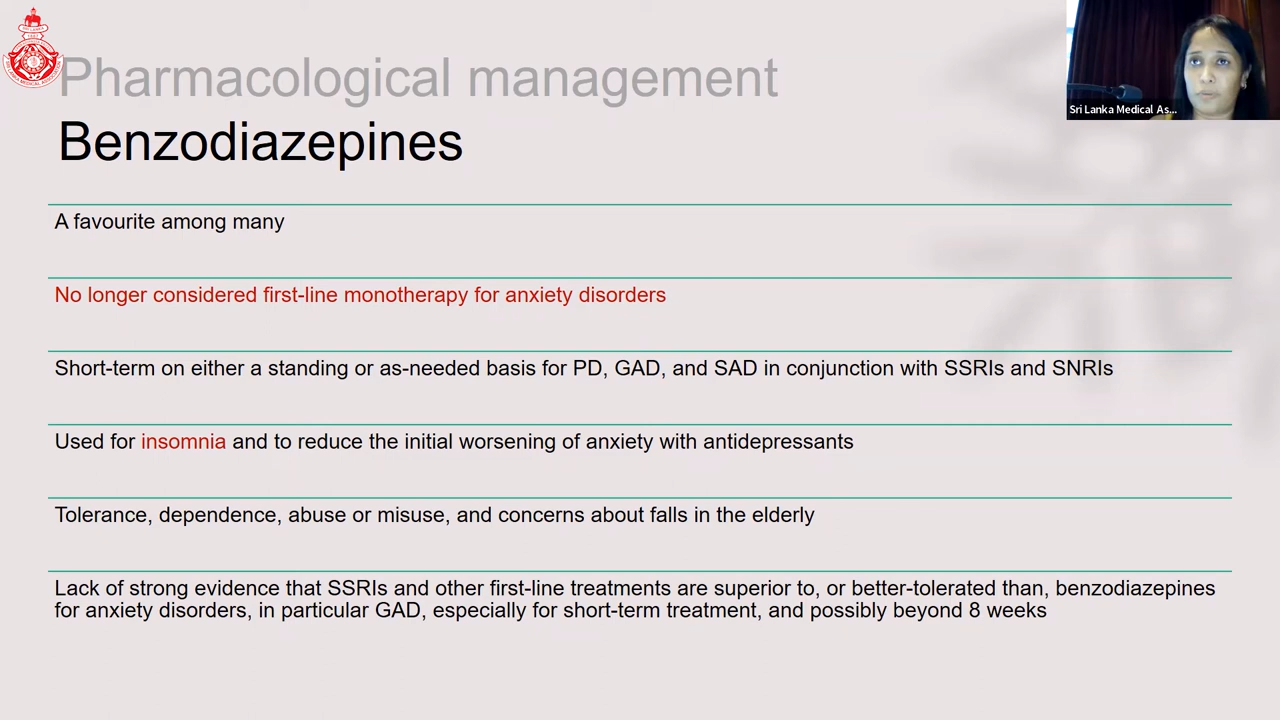 Pharmacological management
Benzodiazepines
Sri Lanka Medical As...
A favourite among many
No longer considered first-line monotherapy for anxiety disorders
Short-term on either a standing or as-needed basis for PD, GAD, and SAD in conjunction with SSRIs and SNRIs
Used for insomnia and to reduce the initial worsening of anxiety with antidepressants
Tolerance, dependence, abuse or misuse, and concerns about falls in the elderly
Lack of strong evidence that SSRIs and other first-line treatments are superior to, or better-tolerated than, benzodiazepines
for anxiety disorders, in particular GAD, especially for short-term treatment, and possibly beyond 8 weeks